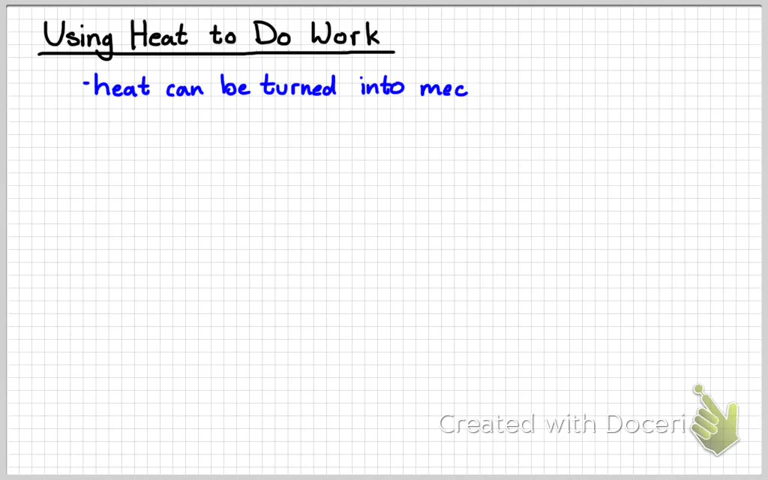 Using Heat to Do Work
-heat can be turned into mec
Created with Doceri